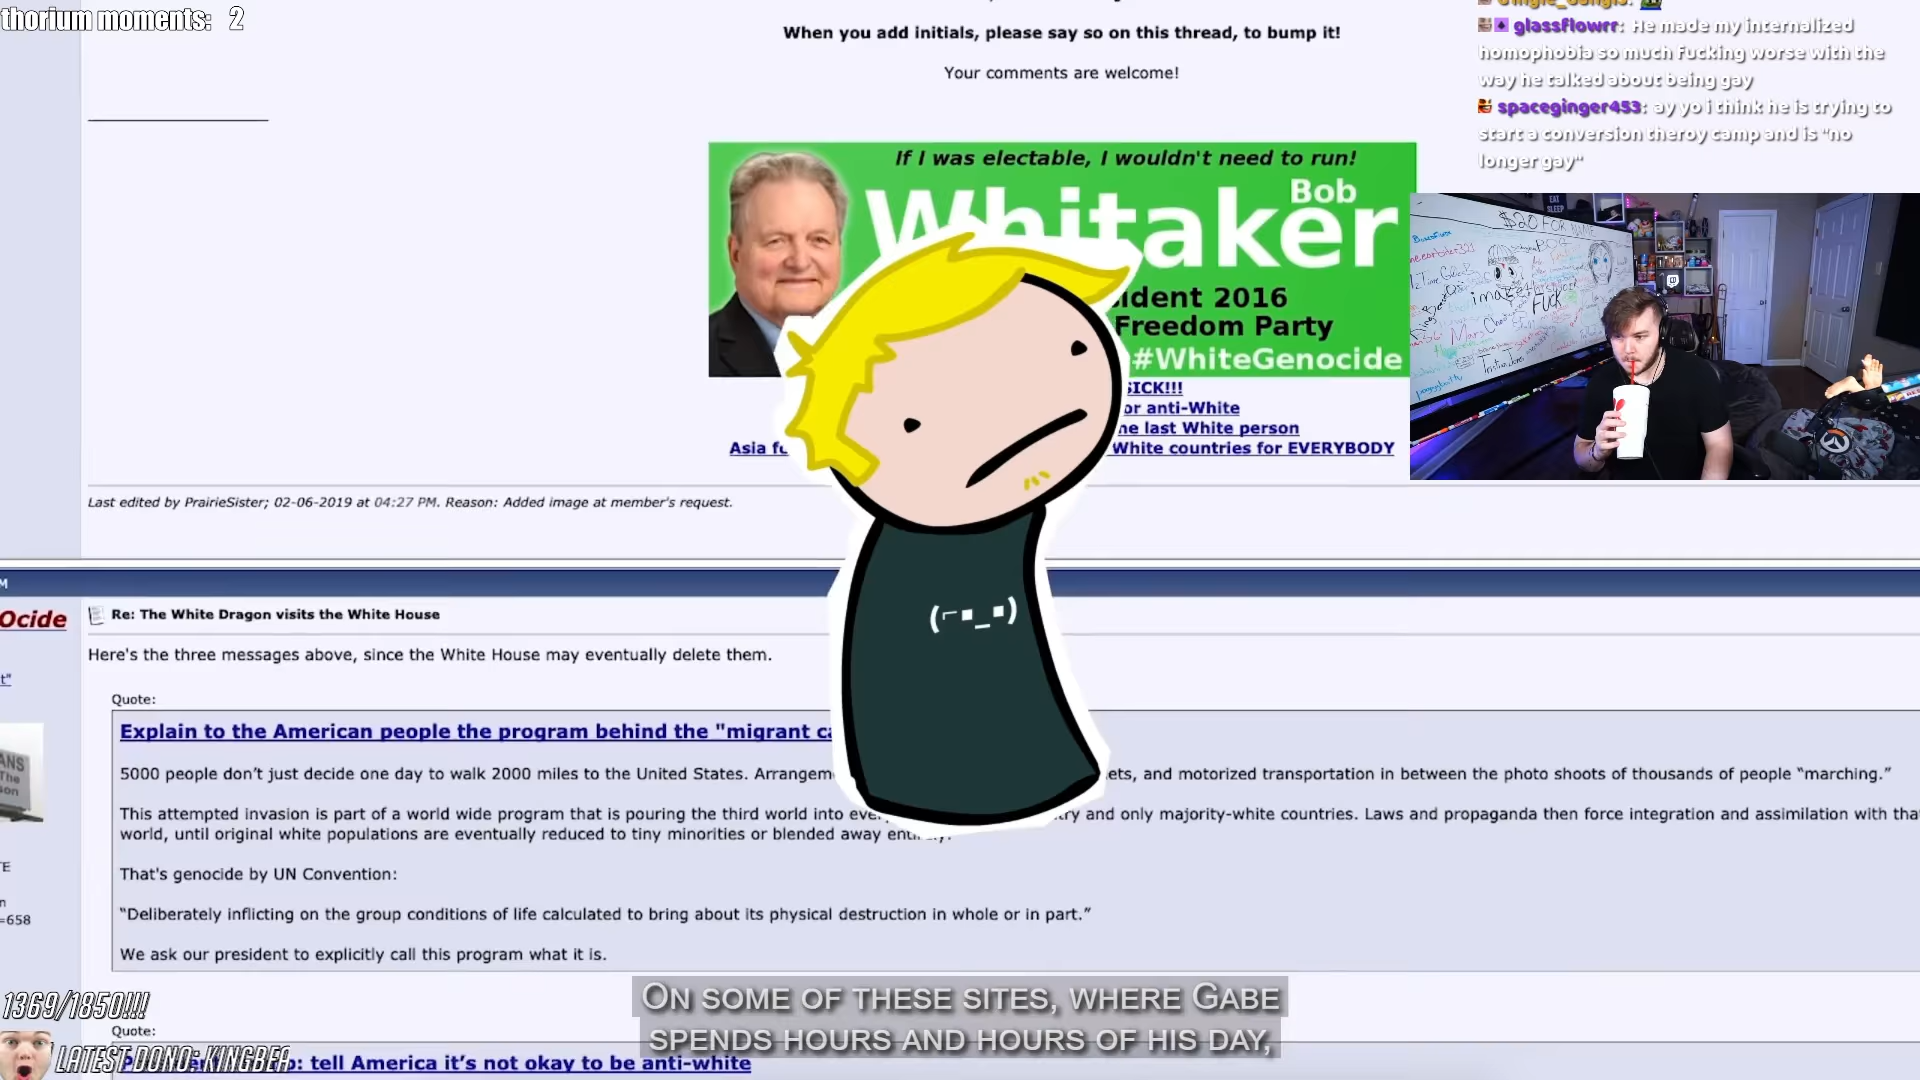 thorium moments: 2
When you add initials, please say so on this thread, to bump it!
Your comments are welcome!
glassflowrr: He made my internalized
homophobia so much Fucking worse with the
way he talked about being gay
spaceginger453: ay yo i think he is trying to
start a conversion theroy camp and is "no
longer gay"
If I was electable, I wouldn't need to run!
Bob
Whitaker
ident 2016
Freedom Party
#WhiteGenocide
SICK!!!
or anti-White
ne last White person
Asia fo
White countries for EVERYBODY
$20 FOR NAME
EAT
SLEEP
FUCK
Last edited by PrairieSister; 02-06-2019 at 04:27 PM. Reason: Added image at member's request.
M
Ocide
Re: The White Dragon visits the White House
(⌐▪_▪)
Here's the three messages above, since the White House may eventually delete them.
t"
Quote:
Explain to the American people the program behind the "migrant ca
5000 people don't just decide one day to walk 2000 miles to the United States. Arrangem ets, and motorized transportation in between the photo shoots of thousands of people “marching.”
ANS
The
son
This attempted invasion is part of a world wide program that is pouring the third world into eve ry and only majority-white countries. Laws and propaganda then force integration and assimilation with tha
world, until original white populations are eventually reduced to tiny minorities or blended away entirely.
TE
That's genocide by UN Convention:
n
=658
“Deliberately inflicting on the group conditions of life calculated to bring about its physical destruction in whole or in part.”
We ask our president to explicitly call this program what it is.
1369/1850!!!
On some of these sites, where Gabe
spends hours and hours of his day,
Quote:
LATEST DONO: KINGBEA
p: tell America it's not okay to be anti-white